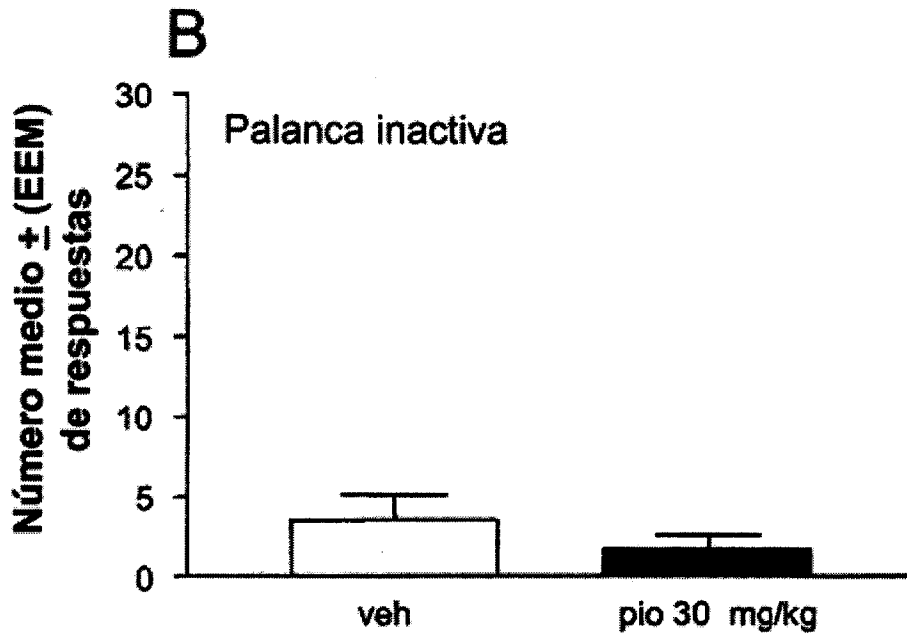 B
Número medio ± (EEM)
de respuestas
30
25
20
15
10
5
0
Palanca inactiva
veh
pio 30 mg/kg